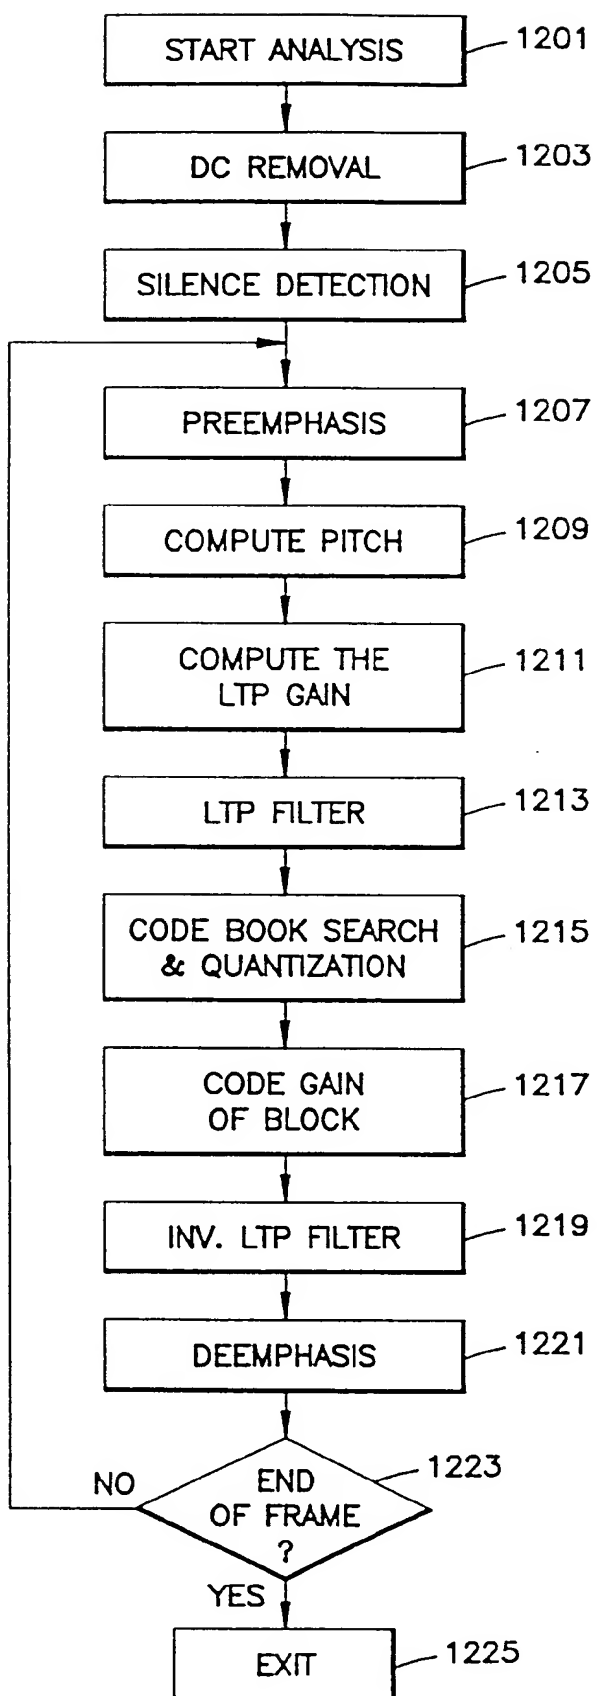 START ANALYSIS
1201
DC REMOVAL
1203
SILENCE DETECTION
1205
PREEMPHASIS
1207
COMPUTE PITCH
1209
COMPUTE THE
LTP GAIN
1211
LTP FILTER
1213
CODE BOOK SEARCH
& QUANTIZATION
1215
CODE GAIN
OF BLOCK
1217
INV. LTP FILTER
1219
DEEMPHASIS
1221
END
OF FRAME
?
1223
NO
YES
EXIT
1225